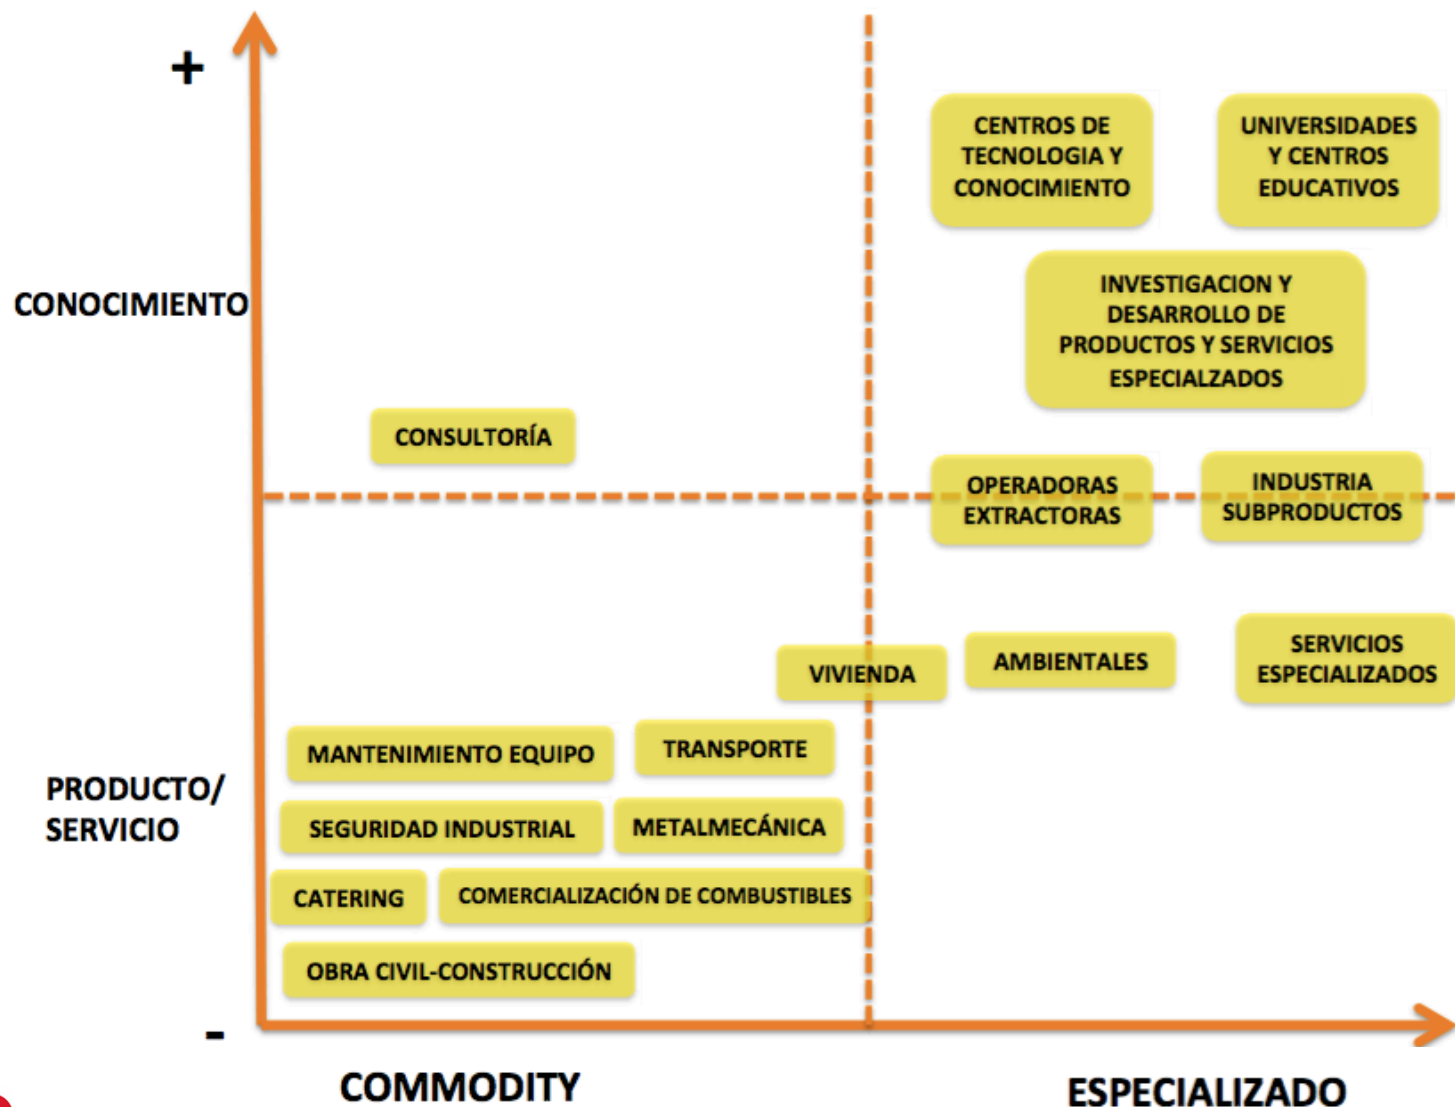 +
CENTROS DE
TECNOLOGIA Y
CONOCIMIENTO
UNIVERSIDADES
Y CENTROS
EDUCATIVOS
CONOCIMIENTO
INVESTIGACION Y
DESARROLLO DE
PRODUCTOS Y SERVICIOS
ESPECIALZADOS
CONSULTORÍA
OPERADORAS
EXTRACTORAS
INDUSTRIA
SUBPRODUCTOS
VIVIENDA
AMBIENTALES
SERVICIOS
ESPECIALIZADOS
MANTENIMIENTO EQUIPO
TRANSPORTE
PRODUCTO/
SERVICIO
SEGURIDAD INDUSTRIAL
METALMECÁNICA
CATERING
COMERCIALIZACIÓN DE COMBUSTIBLES
OBRA CIVIL-CONSTRUCCIÓN
-
COMMODITY
ESPECIALIZADO